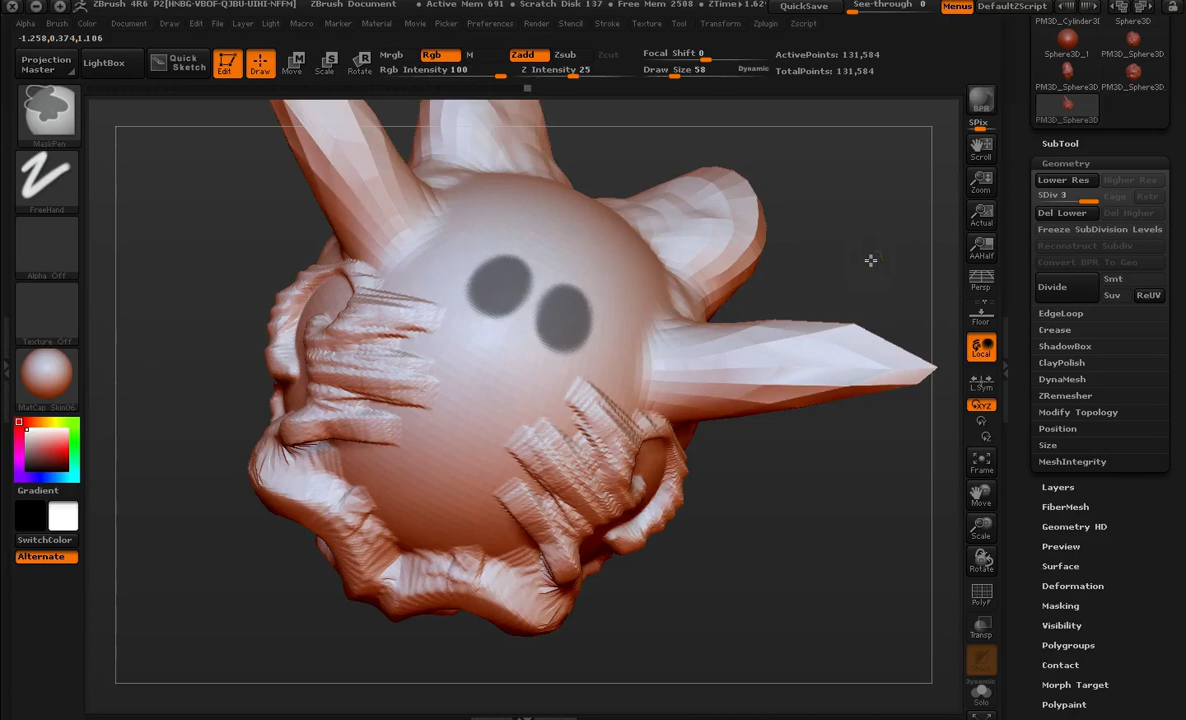 ZBrush 4R6 P2[HNBG-VBOF-QJBU-UIHI-NFFM] ZBrush Document • Active Mem 691 • Scratch Disk 137 • Free Mem 2508 • ZTime▸1.62 QuickSave See-through 0 Menus DefaultZScript
Alpha Brush Color Document Draw Edit File Layer Light Macro Marker Material Movie Picker Preferences Render Stencil Stroke Texture Tool Transform Zplugin Zscript
-1.258,0.374,1.106
Projection Master
LightBox
Quick Sketch
Edit
Draw
Move
Scale
Rotate
Mrgb
Rgb
M
Rgb Intensity 100
Zadd
Zsub
Zcut
Z Intensity 25
Focal Shift 0
Draw Size 58
Dynamic
ActivePoints: 131,584
TotalPoints: 131,584
MaskPen
FreeHand
Alpha Off
Texture Off
MatCap Skin06
Gradient
SwitchColor
Alternate
BPR
SPix
Scroll
Zoom
Actual
AAHalf
Persp
Floor
Local
L.Sym
XYZ
Frame
Move
Scale
Rotate
PolyF
Transp
Dynamic
Solo
PM3D_Cylinder3D Sphere3D
Sphere3D_1 PM3D_Sphere3D
PM3D_Sphere3D PM3D_Sphere3D
PM3D_Sphere3D
SubTool
Geometry
Lower Res Higher Res
SDiv 3 Cage Rstr
Del Lower Del Higher
Freeze SubDivision Levels
Reconstruct Subdiv
Convert BPR To Geo
Divide
Smt
Suv ReUV
EdgeLoop
Crease
ShadowBox
ClayPolish
DynaMesh
ZRemesher
Modify Topology
Position
Size
MeshIntegrity
Layers
FiberMesh
Geometry HD
Preview
Surface
Deformation
Masking
Visibility
Polygroups
Contact
Morph Target
Polypaint